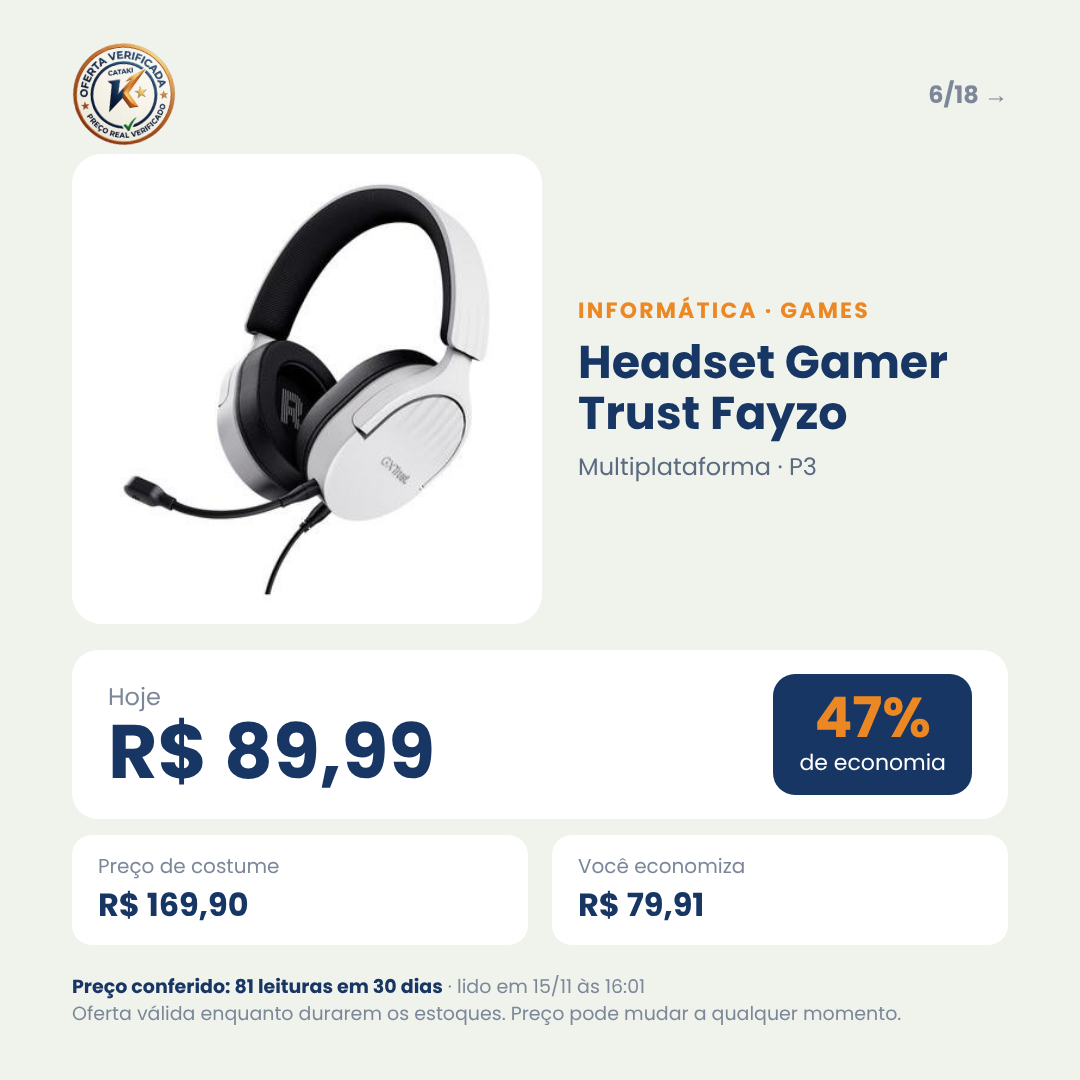 OFERTA VERIFICADA
CATAKI
K
PREÇO REAL VERIFICADO
6/18 →
R
GXTrust
INFORMÁTICA · GAMES
Headset Gamer
Trust Fayzo
Multiplataforma · P3
Hoje
R$ 89,99
47%
de economia
Preço de costume
R$ 169,90
Você economiza
R$ 79,91
Preço conferido: 81 leituras em 30 dias · lido em 15/11 às 16:01
Oferta válida enquanto durarem os estoques. Preço pode mudar a qualquer momento.